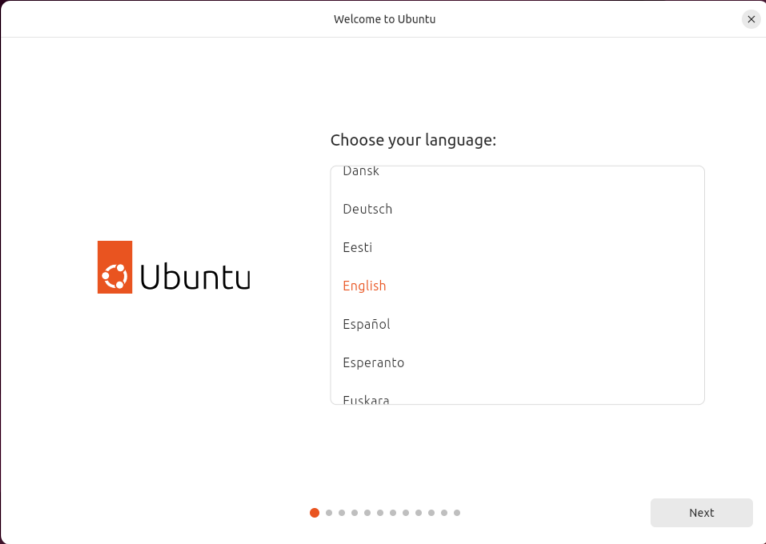 Welcome to Ubuntu
Choose your language:
Dansk
Deutsch
Eesti
English
Español
Esperanto
Euskara
Ubuntu
Next